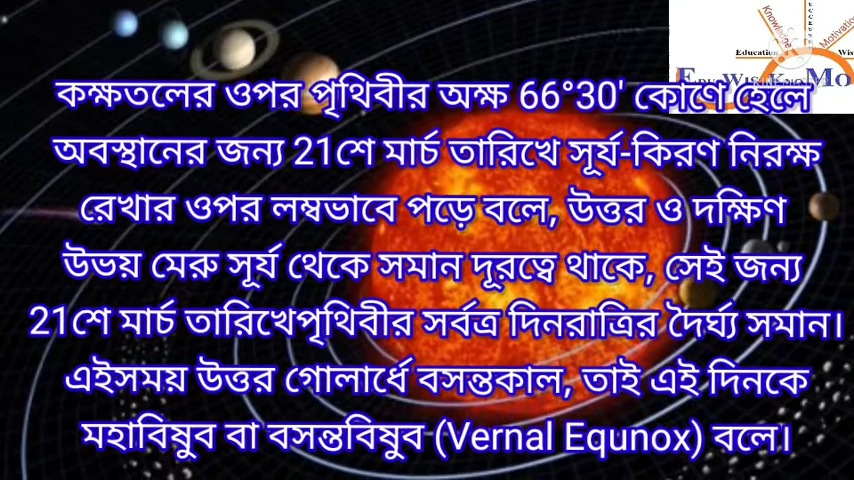 Knowledge
Motivation
Education
Wis
কক্ষতলের ওপর পৃথিবীর অক্ষ 66°30' কোণে হেলে
অবস্থানের জন্য 21শে মার্চ তারিখে সূর্য-কিরণ নিরক্ষ
রেখার ওপর লম্বভাবে পড়ে বলে, উত্তর ও দক্ষিণ
উভয় মেরু সূর্য থেকে সমান দূরত্বে থাকে, সেই জন্য
21শে মার্চ তারিখেপৃথিবীর সর্বত্র দিনরাত্রির দৈর্ঘ্য সমান।
এইসময় উত্তর গোলার্ধে বসন্তকাল, তাই এই দিনকে
মহাবিষুব বা বসন্তবিষুব (Vernal Equnox) বলে।